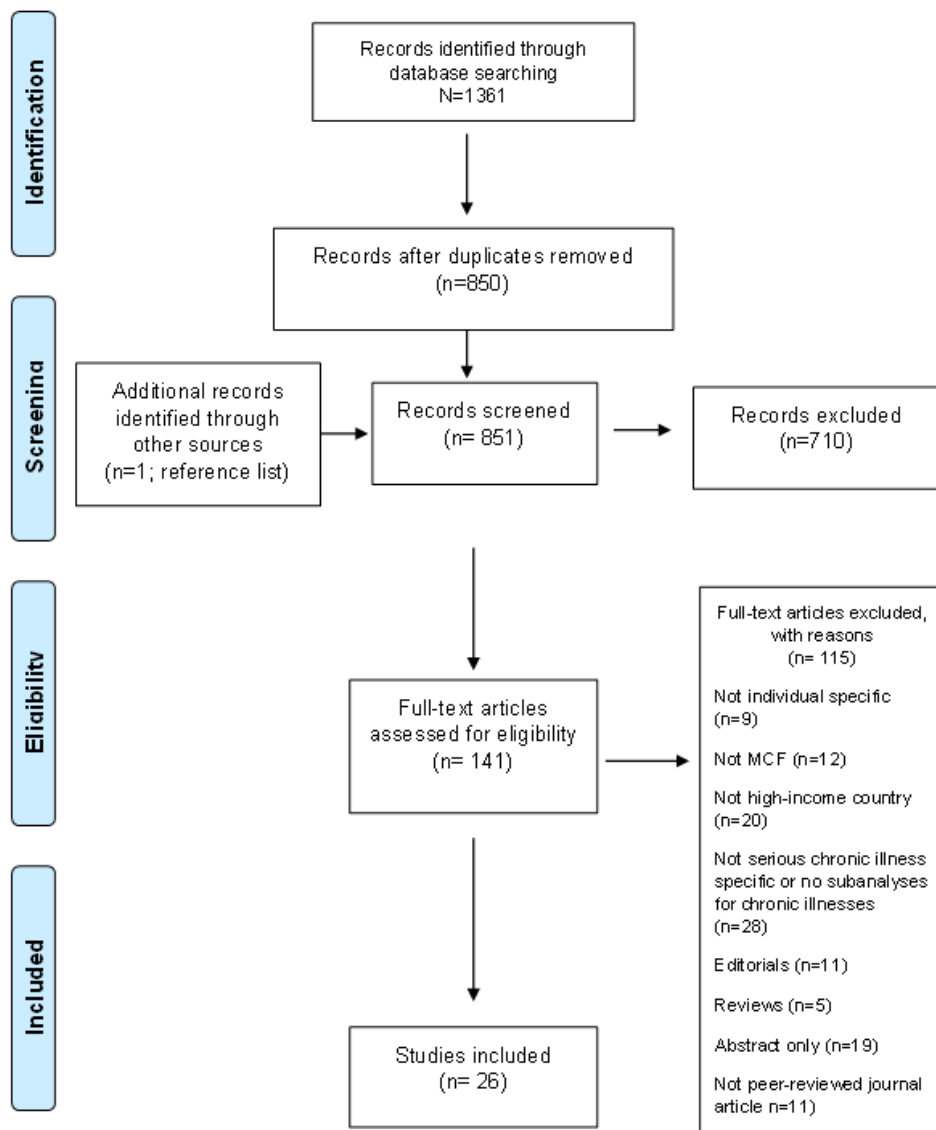 Identification
Records identified through
database searching
N=1361
Records after duplicates removed
(n=850)
Screening
Additional records
identified through
other sources
(n=1; reference list)
Records screened
(n= 851)
Records excluded
(n=710)
Eligibility
Full-text articles
assessed for eligibility
(n= 141)
Full-text articles excluded,
with reasons
(n= 115)
Not individual specific
(n=9)
Not MCF (n=12)
Not high-income country
(n=20)
Not serious chronic illness
specific or no subanalyses
for chronic illnesses
(n=28)
Editorials (n=11)
Reviews (n=5)
Abstract only (n=19)
Not peer-reviewed journal
article n=11)
Included
Studies included
(n= 26)